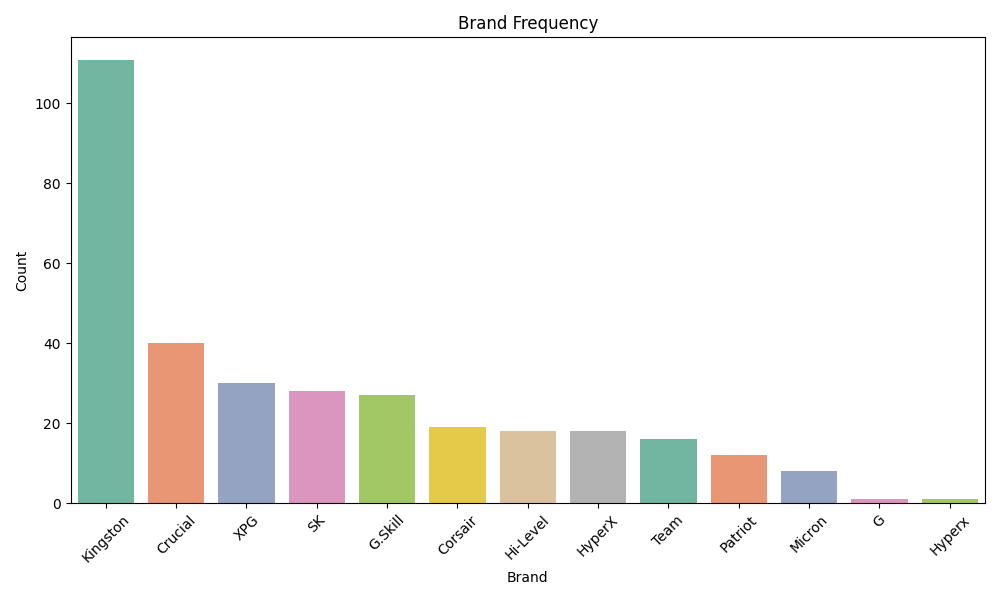 Brand Frequency
Count
100
80
60
40
20
0
Kingston
Crucial
XPG
SK
G.Skill
Corsair
Hi-Level
HyperX
Team
Patriot
Micron
G
Hyperx
Brand